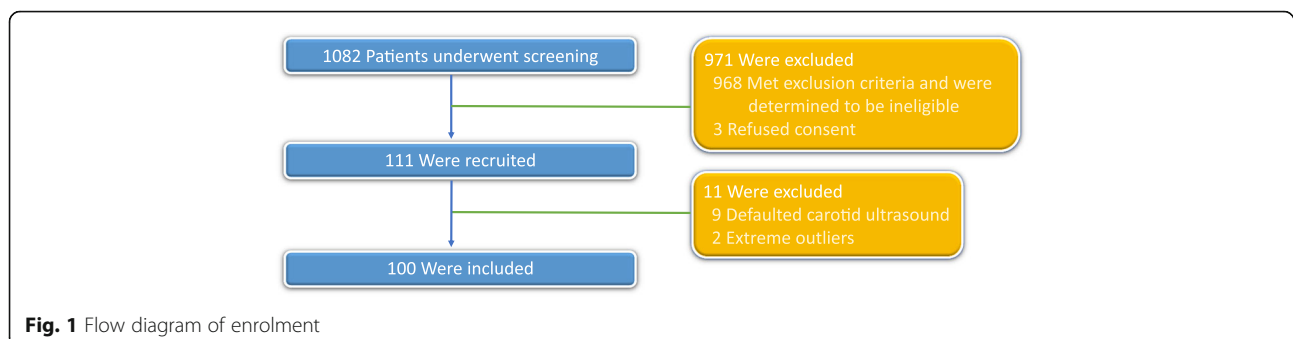 1082 Patients underwent screening
971 Were excluded
968 Met exclusion criteria and were
determined to be ineligible
3 Refused consent
111 Were recruited
11 Were excluded
9 Defaulted carotid ultrasound
2 Extreme outliers
100 Were included
Fig. 1 Flow diagram of enrolment